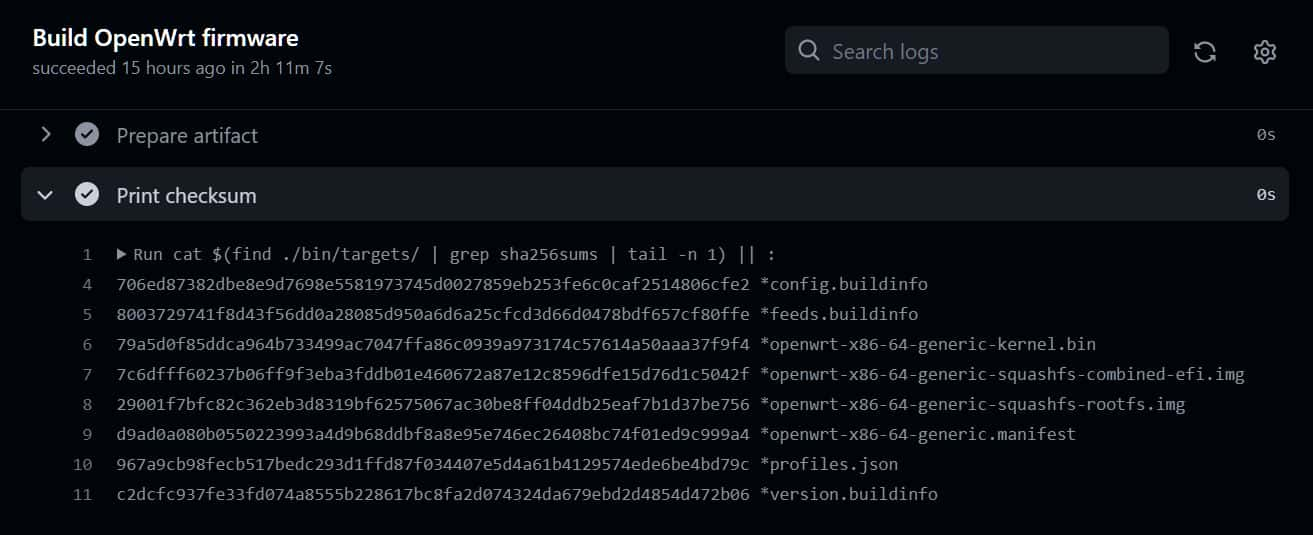 Build OpenWrt firmware
succeeded 15 hours ago in 2h 11m 7s
Search logs
Prepare artifact 0s
Print checksum 0s
1 Run cat $(find ./bin/targets/ | grep sha256sums | tail -n 1) || :
4 706ed87382dbe8e9d7698e5581973745d0027859eb253fe6c0caf2514806cfe2 *config.buildinfo
5 8003729741f8d43f56dd0a28085d950a6d6a25cfcd3d66d0478bdf657cf80ffe *feeds.buildinfo
6 79a5d0f85ddca964b733499ac7047ffa86c0939a973174c57614a50aaa37f9f4 *openwrt-x86-64-generic-kernel.bin
7 7c6dfff60237b06ff9f3eba3fddb01e460672a87e12c8596dfe15d76d1c5042f *openwrt-x86-64-generic-squashfs-combined-efi.img
8 29001f7bfc82c362eb3d8319bf62575067ac30be8ff04ddb25eaf7b1d37be756 *openwrt-x86-64-generic-squashfs-rootfs.img
9 d9ad0a080b0550223993a4d9b68ddbf8a8e95e746ec26408bc74f01ed9c999a4 *openwrt-x86-64-generic.manifest
10 967a9cb98fecb517bedc293d1ffd87f034407e5d4a61b4129574ede6be4bd79c *profiles.json
11 c2dcfc937fe33fd074a8555b228617bc8fa2d074324da679ebd2d4854d472b06 *version.buildinfo